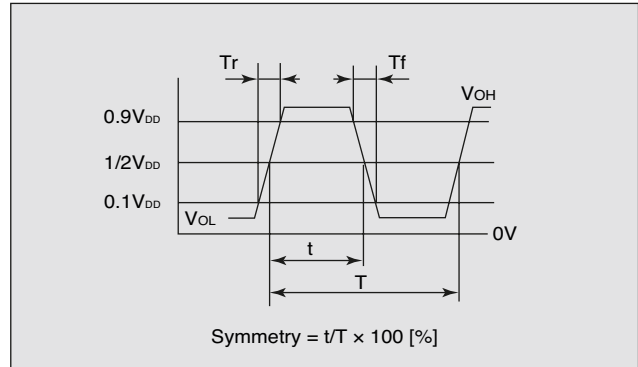 Tr Tf
VOH
0.9VDD
1/2VDD
0.1VDD
VOL
0V
t
T
Symmetry = t/T × 100 [%]